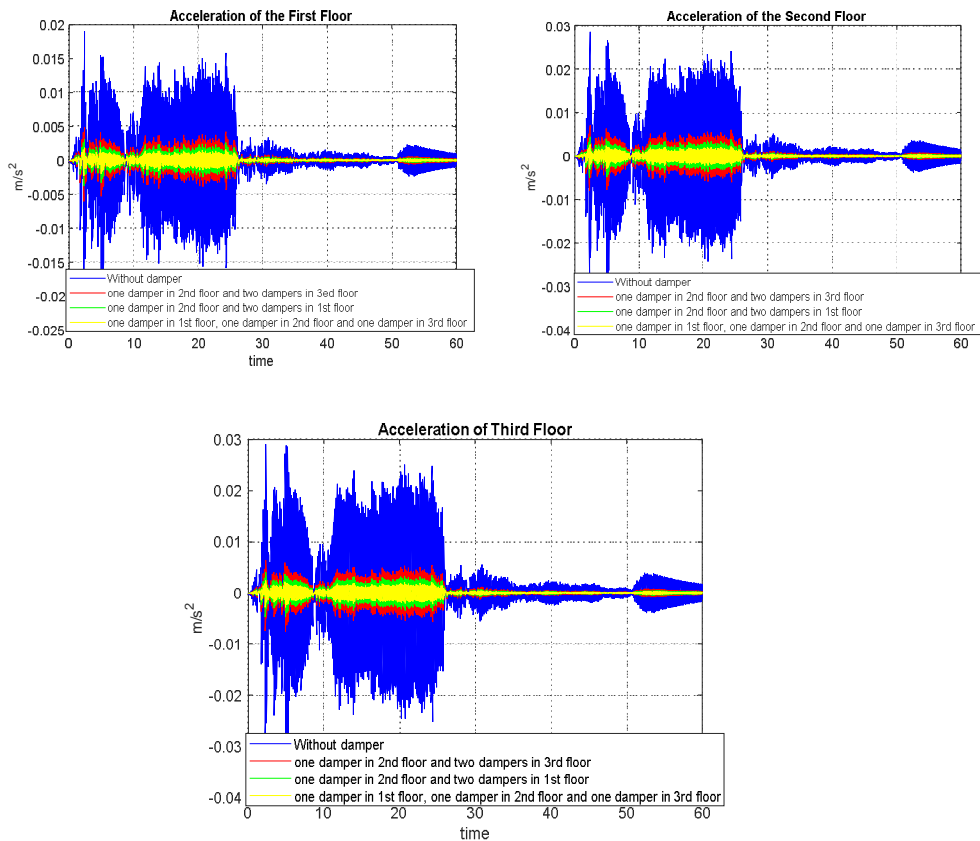 Acceleration of the First Floor
0.02
0.015
0.01
0.005
0
-0.005
-0.01
-0.015
-0.02
-0.025
m/s2
Without damper
one damper in 2nd floor and two dampers in 3ed floor
one damper in 2nd floor and two dampers in 1st floor
one damper in 1st floor, one damper in 2nd floor and one damper in 3rd floor
0 10 20 30 40 50 60
time
Acceleration of the Second Floor
0.03
0.02
0.01
0
-0.01
-0.02
-0.03
-0.04
m/s2
Without damper
one damper in 2nd floor and two dampers in 3rd floor
one damper in 2nd floor and two dampers in 1st floor
one damper in 1st floor, one damper in 2nd floor and one damper in 3rd floor
0 10 20 30 40 50 60
Acceleration of Third Floor
0.03
0.02
0.01
0
-0.01
-0.02
-0.03
-0.04
m/s2
Without damper
one damper in 2nd floor and two dampers in 3rd floor
one damper in 2nd floor and two dampers in 1st floor
one damper in 1st floor, one damper in 2nd floor and one damper in 3rd floor
0 10 20 30 40 50 60
time